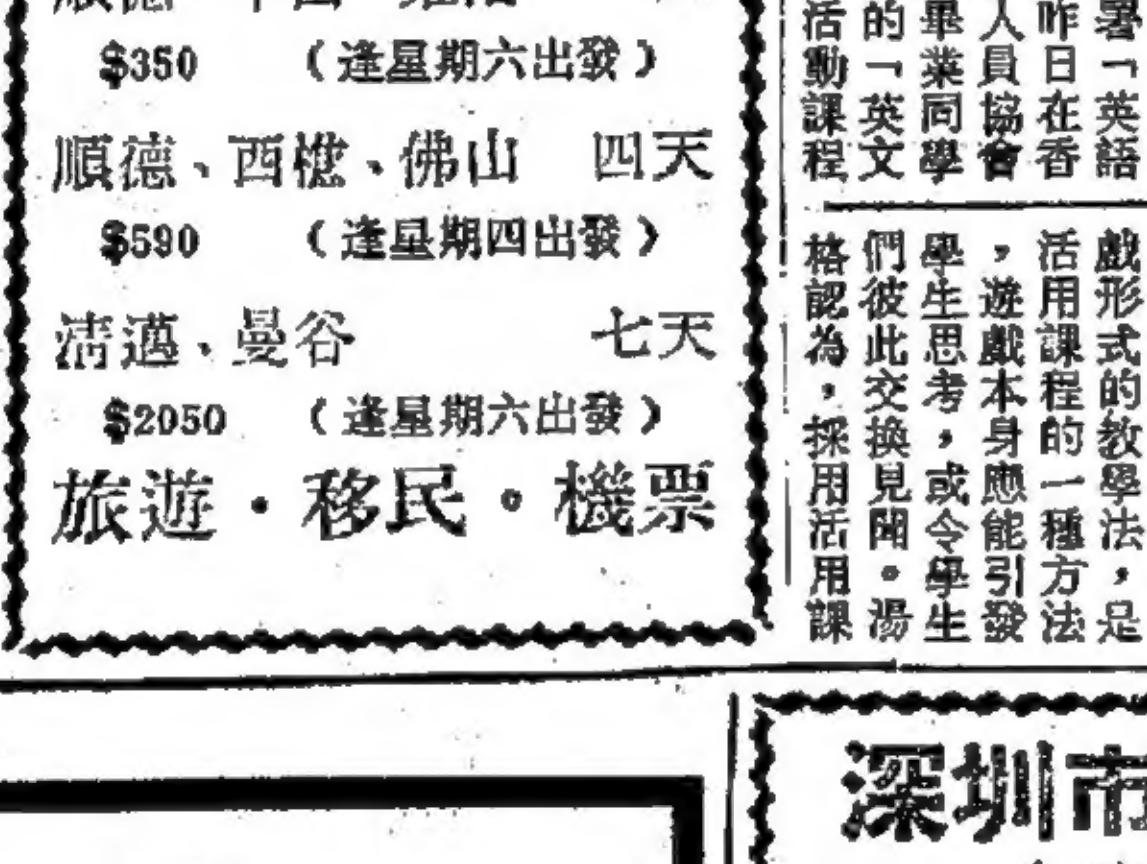 $350 （逢星期六出發）
順德、西樵、佛山 四天
$590 （逢星期四出發）
清邁、曼谷 七天
$2050 （逢星期六出發）
旅遊・移民。機票
署「英語
昨日在香
人員協會
畢業同學
的「英文
活動課程
戲形式的教學法，是
活用課程的一種方法
，遊戲本身應能引發
學生思考，或令學生
們彼此交換見聞。湯
格認為，採用活用課
深圳市